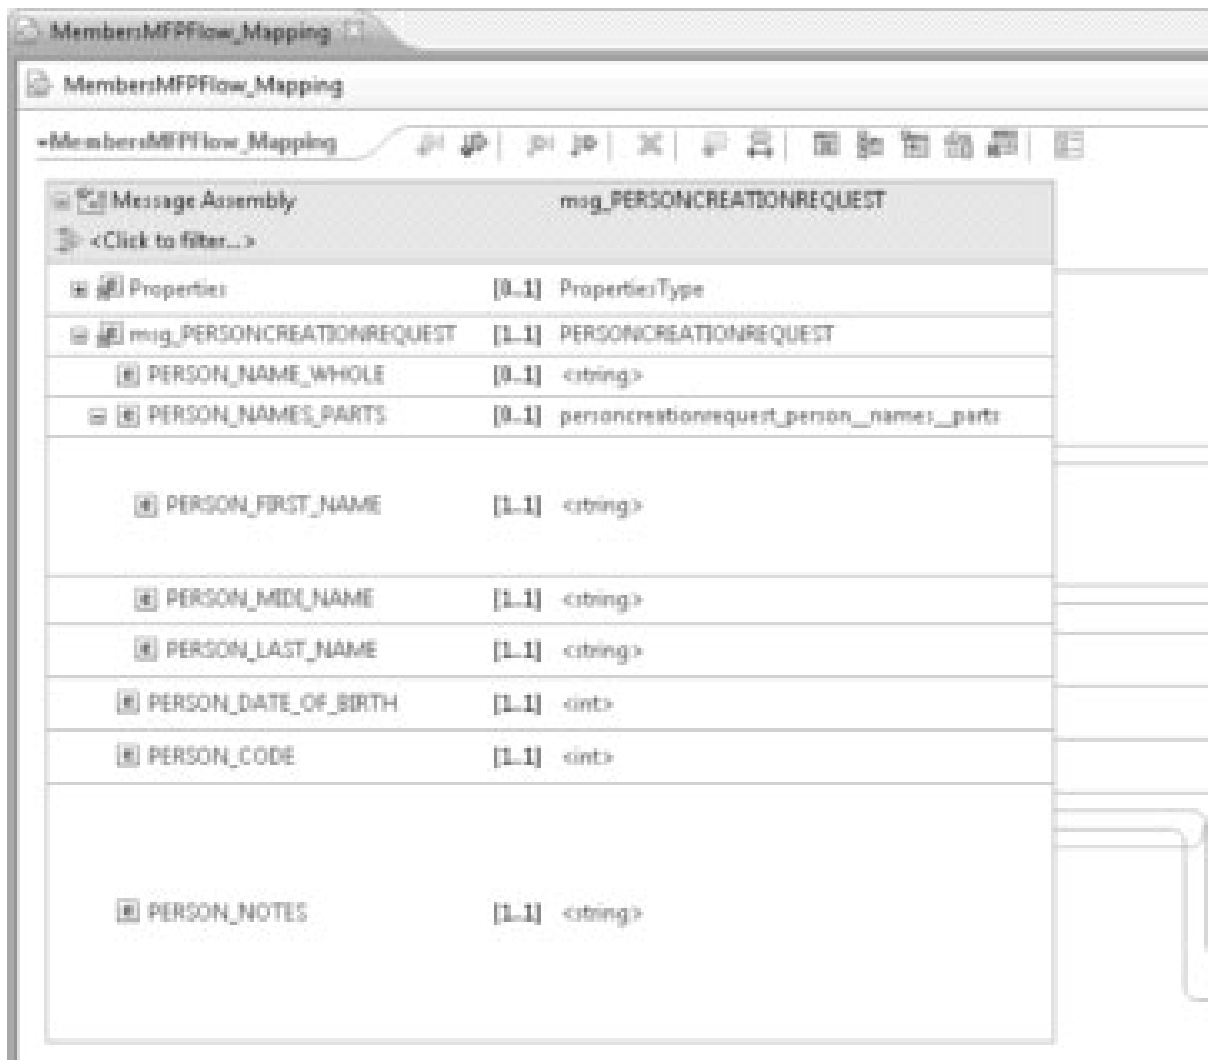 MembersMFPFlow_Mapping
MembersMFPFlow_Mapping
MembersMFPFlow_Mapping
Message Assembly msg_PERSONCREATIONREQUEST
<Click to filter...>
Properties [0..1] PropertiesType
msg_PERSONCREATIONREQUEST [1..1] PERSONCREATIONREQUEST
PERSON_NAME_WHOLE [0..1] <string>
PERSON_NAMES_PARTS [0..1] personcreationrequest_person__names__parts
PERSON_FIRST_NAME [1..1] <string>
PERSON_MIDI_NAME [1..1] <string>
PERSON_LAST_NAME [1..1] <string>
PERSON_DATE_OF_BIRTH [1..1] <int>
PERSON_CODE [1..1] <int>
PERSON_NOTES [1..1] <string>